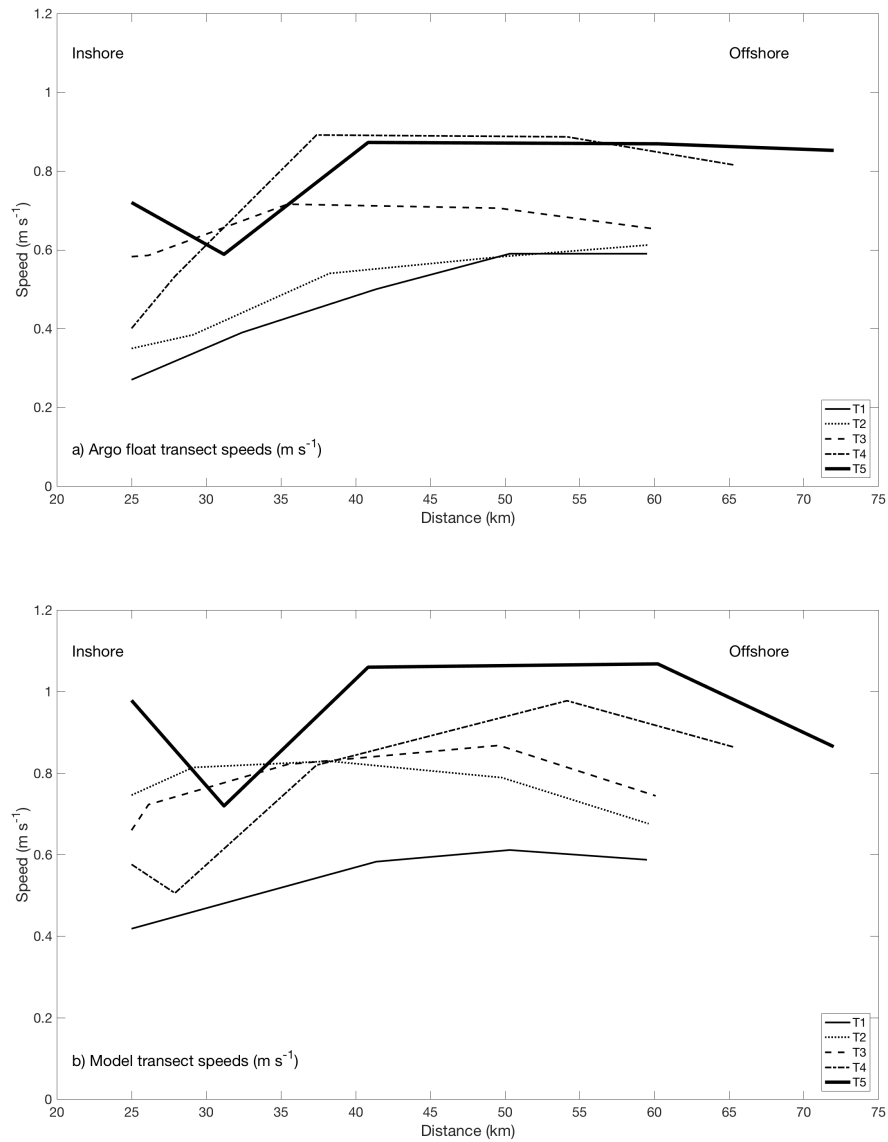 1.2
Inshore
Offshore
1
0.8
Speed (m s-1)
0.6
0.4
0.2
T1
T2
T3
T4
T5
a) Argo float transect speeds (m s-1)
0
20 25 30 35 40 45 50 55 60 65 70 75
Distance (km)
1.2
Inshore
Offshore
1
0.8
Speed (m s-1)
0.6
0.4
0.2
T1
T2
T3
T4
T5
b) Model transect speeds (m s-1)
0
20 25 30 35 40 45 50 55 60 65 70 75
Distance (km)